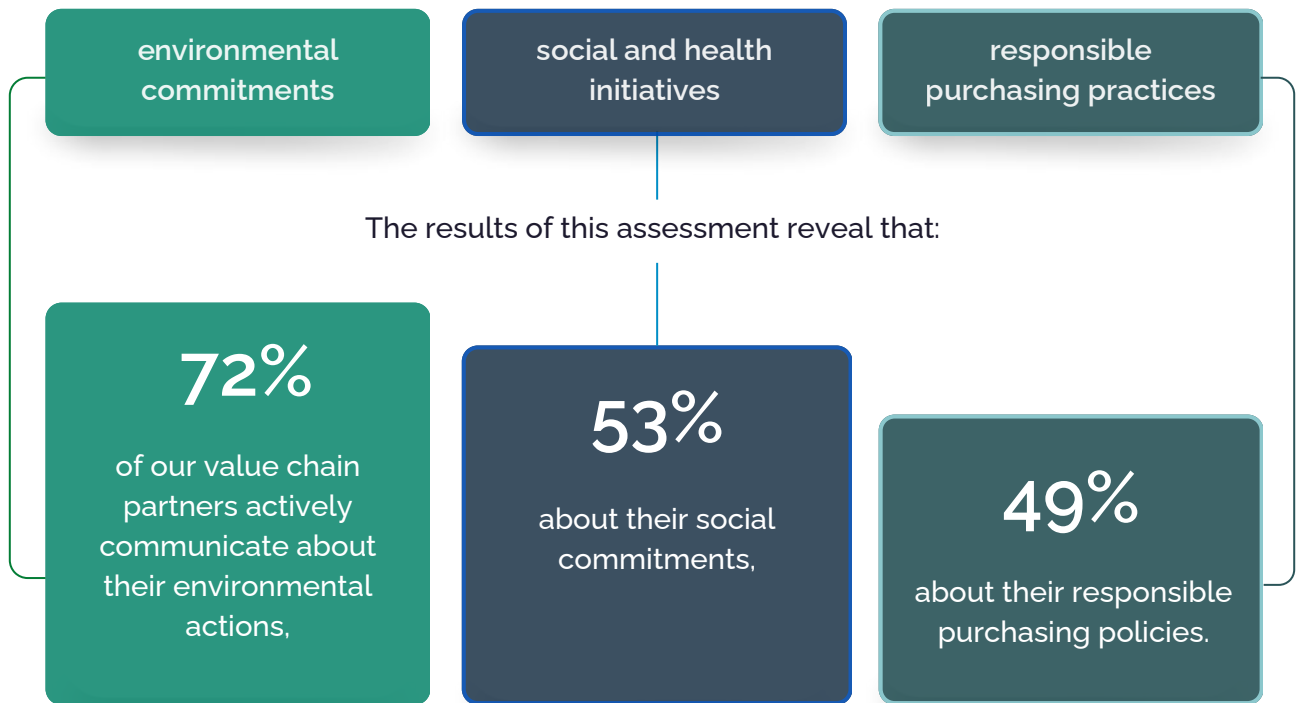 environmental
commitments
social and health
initiatives
responsible
purchasing practices
The results of this assessment reveal that:
72%
of our value chain
partners actively
communicate about
their environmental
actions,
53%
about their social
commitments,
49%
about their responsible
purchasing policies.